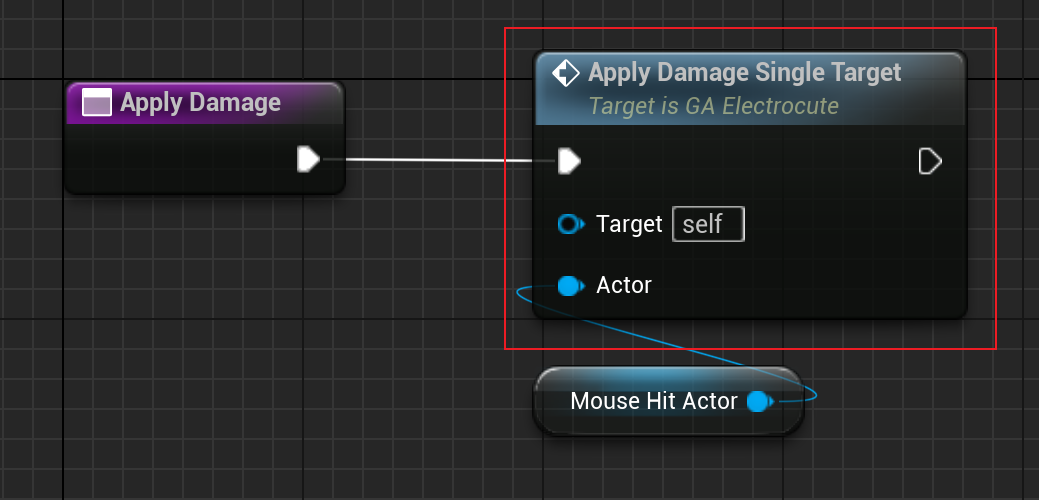 Apply Damage
Apply Damage Single Target
Target is GA Electrocute
Target self
Actor
Mouse Hit Actor